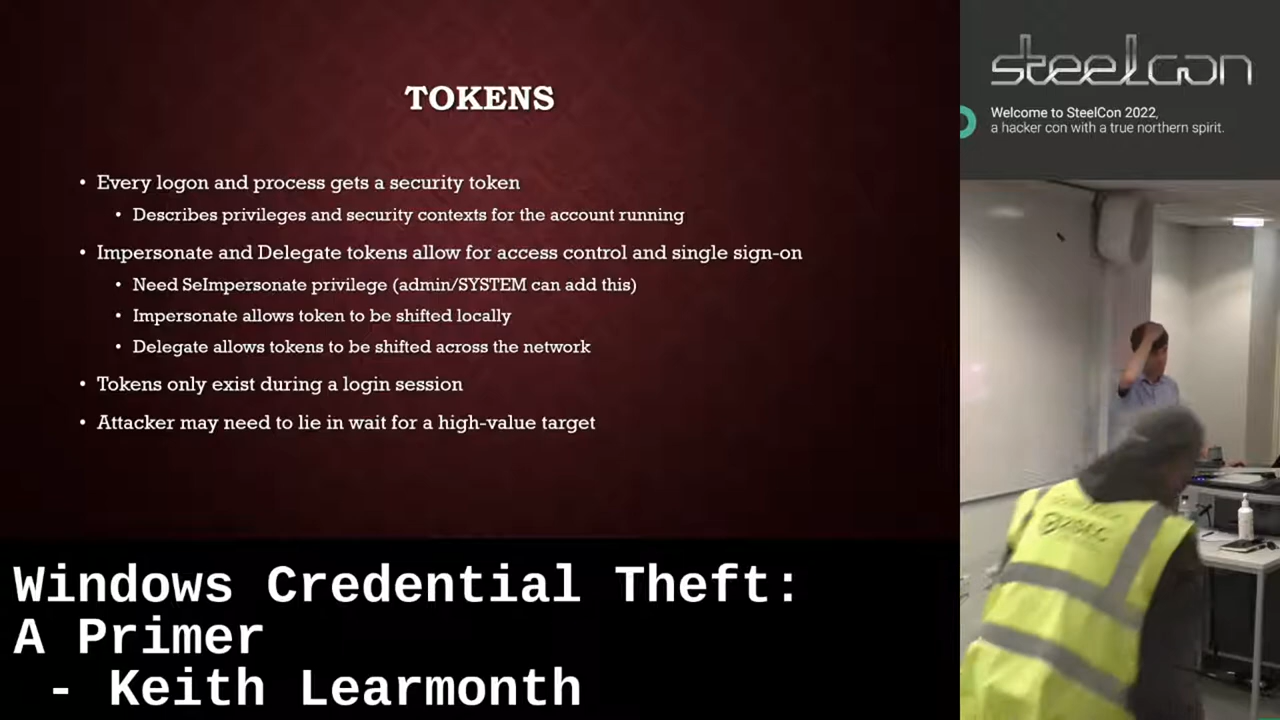 TOKENS
• Every logon and process gets a security token
• Describes privileges and security contexts for the account running
• Impersonate and Delegate tokens allow for access control and single sign-on
• Need SeImpersonate privilege (admin/SYSTEM can add this)
• Impersonate allows token to be shifted locally
• Delegate allows tokens to be shifted across the network
• Tokens only exist during a login session
• Attacker may need to lie in wait for a high-value target
Windows Credential Theft:
A Primer
- Keith Learmonth
steelcon
Welcome to SteelCon 2022,
a hacker con with a true northern spirit.